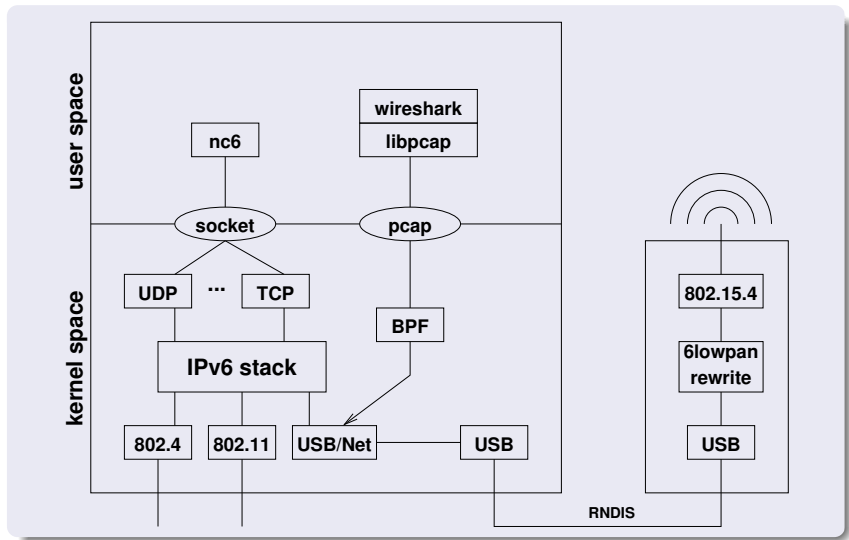 user space
wireshark
nc6
libpcap
socket
pcap
kernel space
UDP
...
TCP
802.15.4
BPF
IPv6 stack
6lowpan
rewrite
802.4
802.11
USB/Net
USB
USB
RNDIS